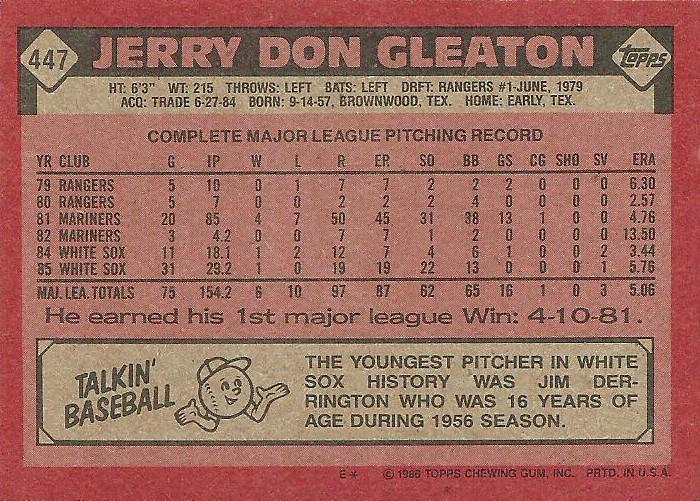 447 JERRY DON GLEATON topps
HT: 6'3" WT: 215 THROWS: LEFT BATS: LEFT DRFT: RANGERS #1-JUNE, 1979
ACQ: TRADE 6-27-84 BORN: 9-14-57, BROWNWOOD, TEX. HOME: EARLY, TEX.
COMPLETE MAJOR LEAGUE PITCHING RECORD
YR CLUB G IP W L R ER SO BB GS CG SHO SV ERA
79 RANGERS 5 10 0 1 7 7 2 2 2 0 0 0 6.30
80 RANGERS 5 7 0 0 2 2 2 4 0 0 0 0 2.57
81 MARINERS 20 85 4 7 50 45 31 38 13 1 0 0 4.76
82 MARINERS 3 4.2 0 0 7 7 1 2 0 0 0 0 13.50
84 WHITE SOX 11 18.1 1 2 12 7 4 6 1 0 0 2 3.44
85 WHITE SOX 31 29.2 1 0 19 19 22 13 0 0 0 1 5.76
MAJ. LEA. TOTALS 75 154.2 6 10 97 87 62 65 16 1 0 3 5.06
He earned his 1st major league Win: 4-10-81.
TALKIN'
BASEBALL
THE YOUNGEST PITCHER IN WHITE
SOX HISTORY WAS JIM DER-
RINGTON WHO WAS 16 YEARS OF
AGE DURING 1956 SEASON.
E* © 1986 TOPPS CHEWING GUM, INC. PRTD. IN U.S.A.